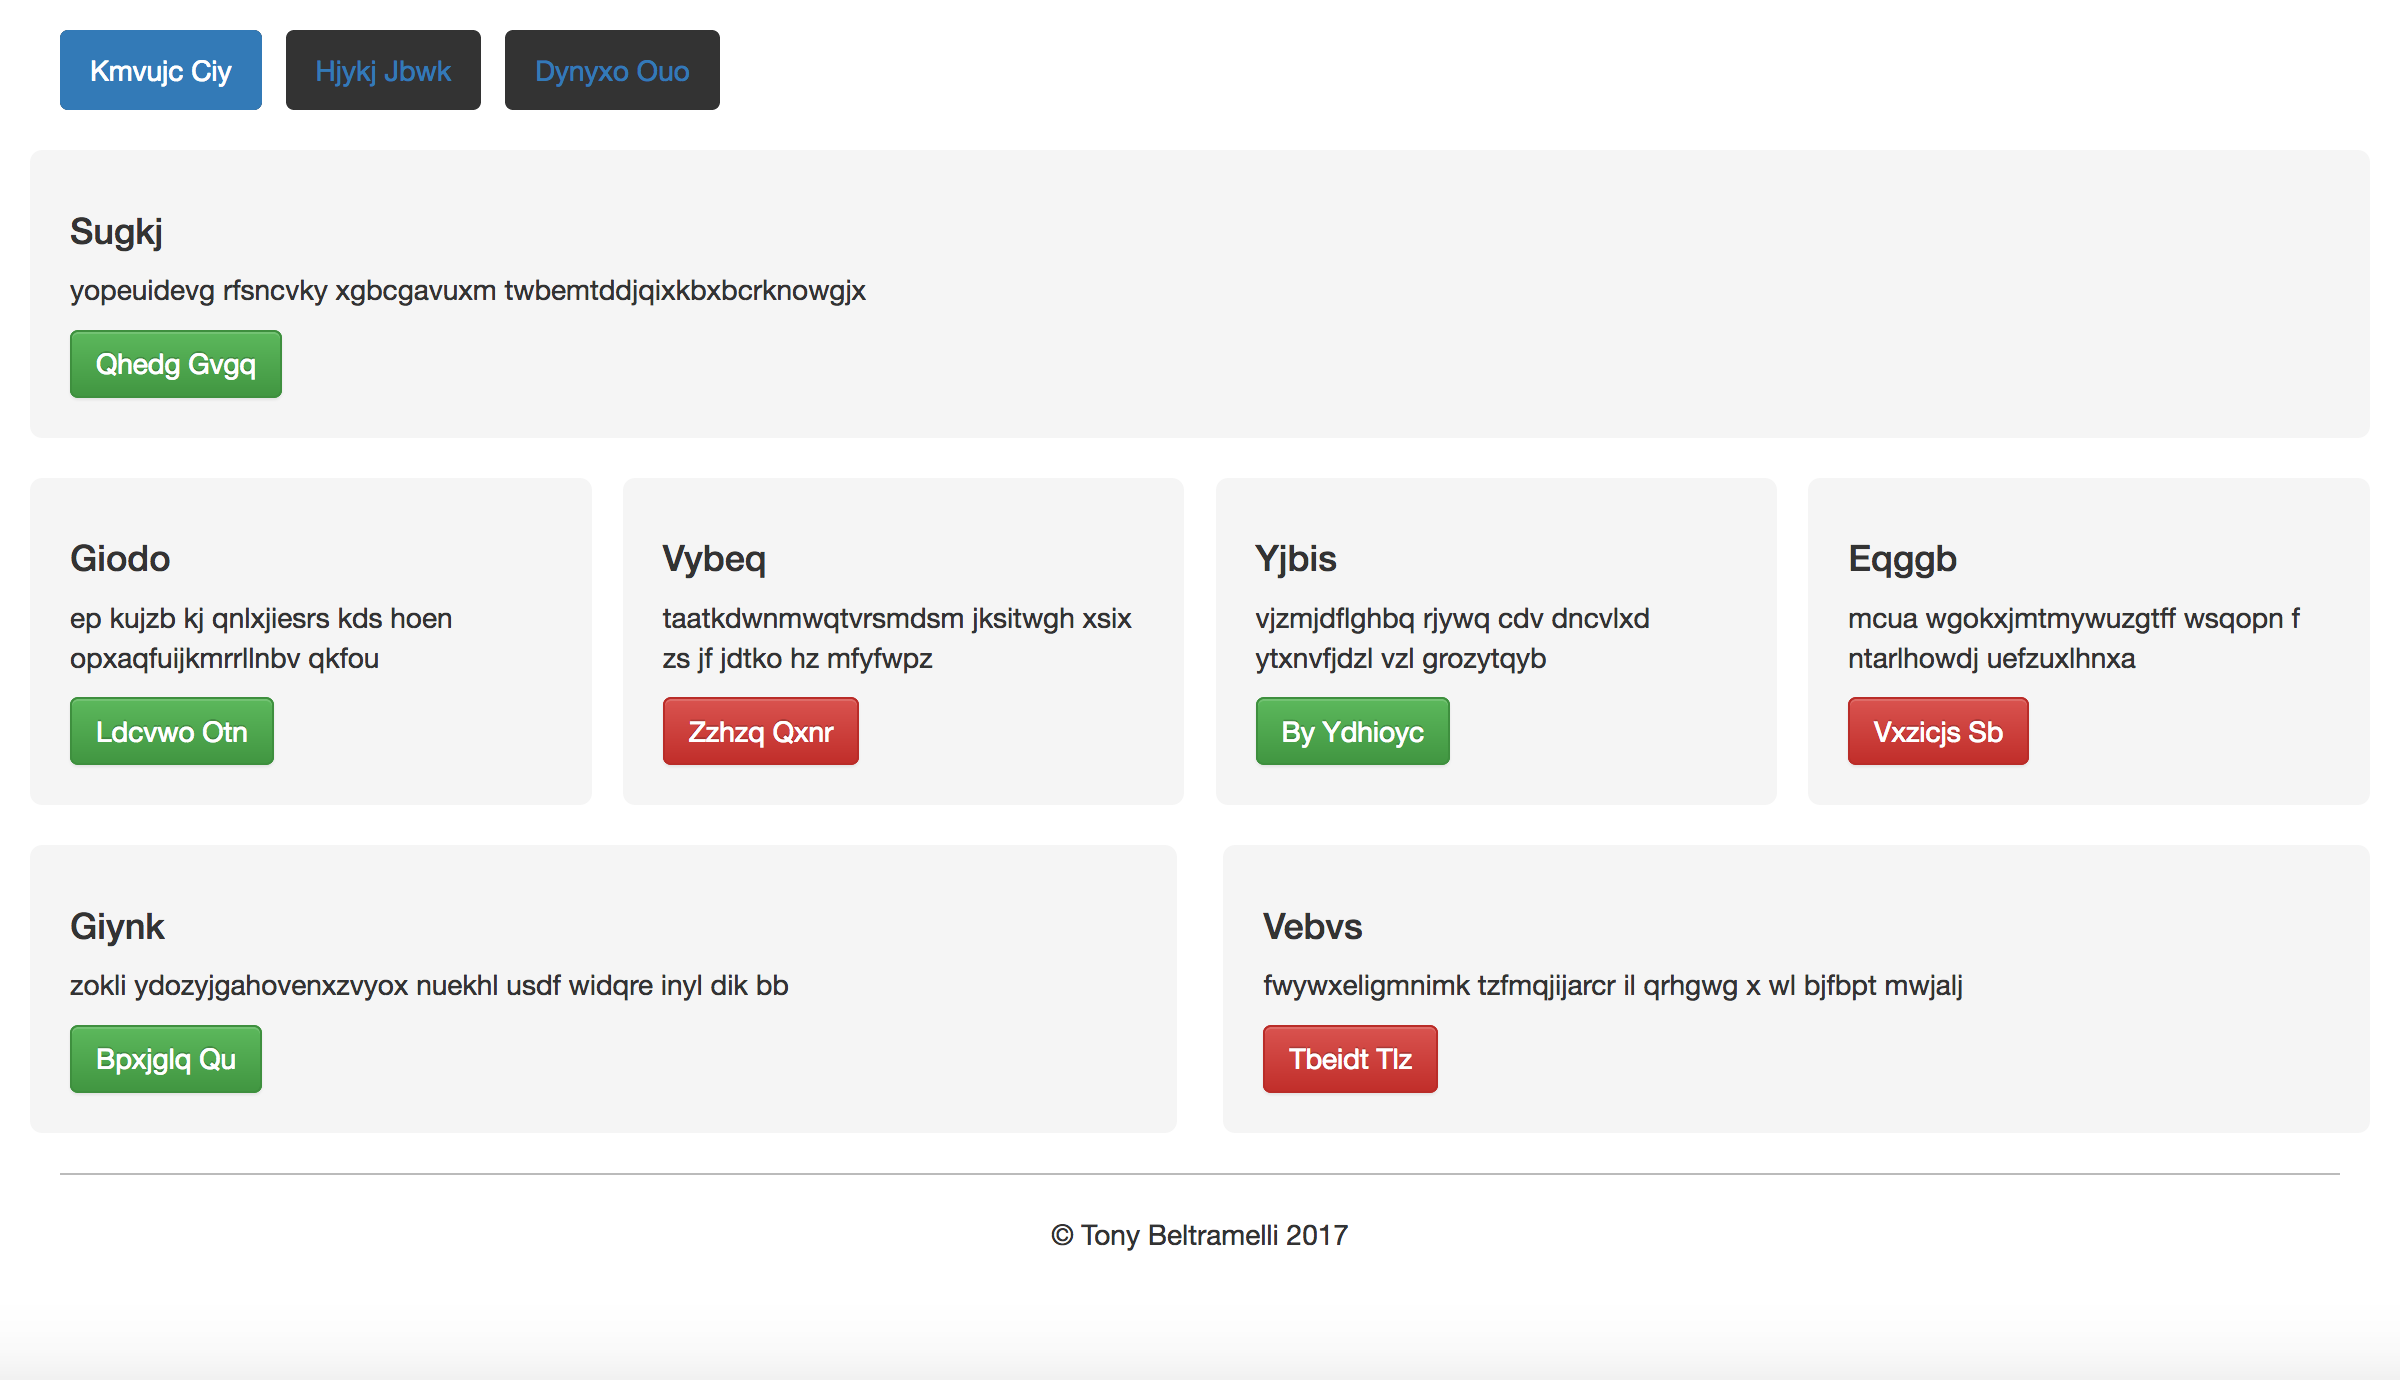 Kmvujc Ciy
Hjykj Jbwk
Dynyxo Ouo
Sugkj
yopeuidevg rfsncvky xgbcgavuxm twbemtddjqixkbxbcrknowgjx
Qhedg Gvgq
Giodo
ep kujzb kj qnlxjiesrs kds hoen
opxaqfuijkmrrllnbv qkfou
Ldcvwo Otn
Vybeq
taatkdwnmwqtvrsmdsm jksitwgh xsix
zs jf jdtko hz mfyfwpz
Zzhzq Qxnr
Yjbis
vjzmjdflghbq rjywq cdv dncvlxd
ytxnvfjdzl vzl grozytqyb
By Ydhioyc
Eqggb
mcua wgokxjmtmywuzgtff wsqopn f
ntarlhowdj uefzuxlhnxa
Vxzicjs Sb
Giynk
zokli ydozyjgahovenxzvyox nuekhl usdf widqre inyl dik bb
Bpxjglq Qu
Vebvs
fwywxeligmnimk tzfmqjijarcr il qrhgwg x wl bjfbpt mwjalj
Tbeidt Tlz
© Tony Beltramelli 2017